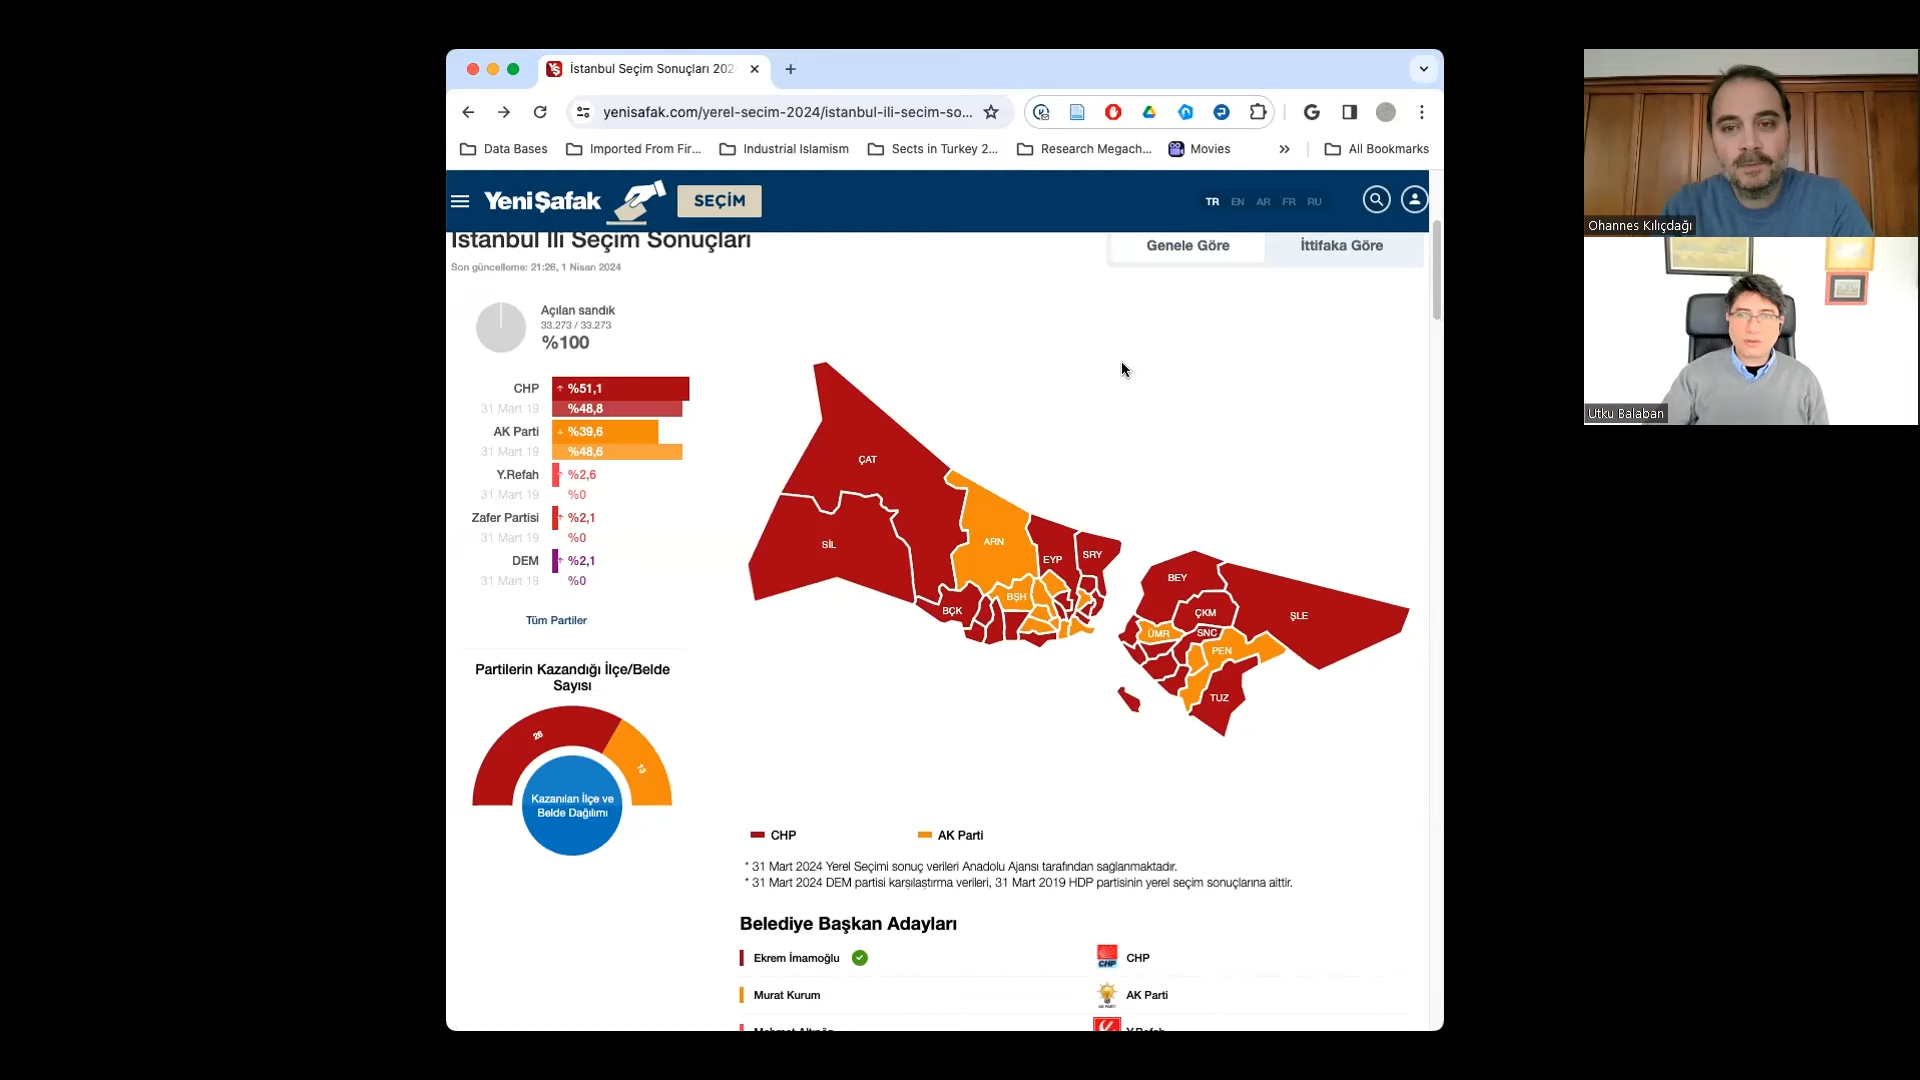 İstanbul Seçim Sonuçları 202
yenisafak.com/yerel-secim-2024/istanbul-ili-secim-so...
Data Bases
Imported From Fir...
Industrial Islamism
Sects in Turkey 2...
Research Megach...
Movies
All Bookmarks
YeniŞafak
SEÇİM
TR EN AR FR RU
İstanbul İli Seçim Sonuçları
Son güncelleme: 21:26, 1 Nisan 2024
Genele Göre
İttifaka Göre
Açılan sandık
33.273 / 33.273
%100
CHP %51,1
31 Mart 19 %48,8
AK Parti %39,6
31 Mart 19 %48,6
Y.Refah %2,6
31 Mart 19 %0
Zafer Partisi %2,1
31 Mart 19 %0
DEM %2,1
31 Mart 19 %0
Tüm Partiler
Partilerin Kazandığı İlçe/Belde
Sayısı
26
13
Kazanılan İlçe ve
Belde Dağılımı
ÇAT
SİL
ARN
EYP
SRY
BŞH
BÇK
BEY
ÇKM
ŞLE
ÜMR
SNC
PEN
TUZ
CHP
AK Parti
* 31 Mart 2024 Yerel Seçimi sonuç verileri Anadolu Ajansı tarafından sağlanmaktadır.
* 31 Mart 2024 DEM partisi karşılaştırma verileri, 31 Mart 2019 HDP partisinin yerel seçim sonuçlarına aittir.
Belediye Başkan Adayları
Ekrem İmamoğlu
CHP
CHP
Murat Kurum
AK Parti
Y.Refah
Ohannes Kılıçdağı
Utku Balaban